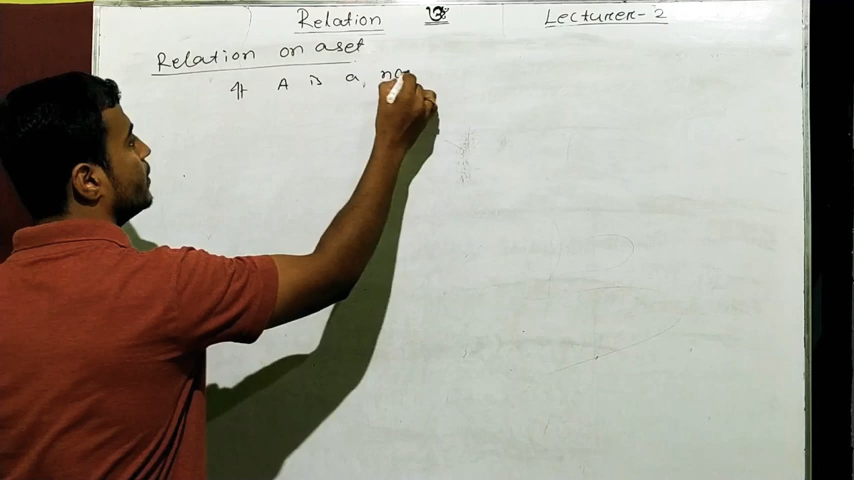 Relation ওঁ Lecturer-2
Relation on a set
If A is a